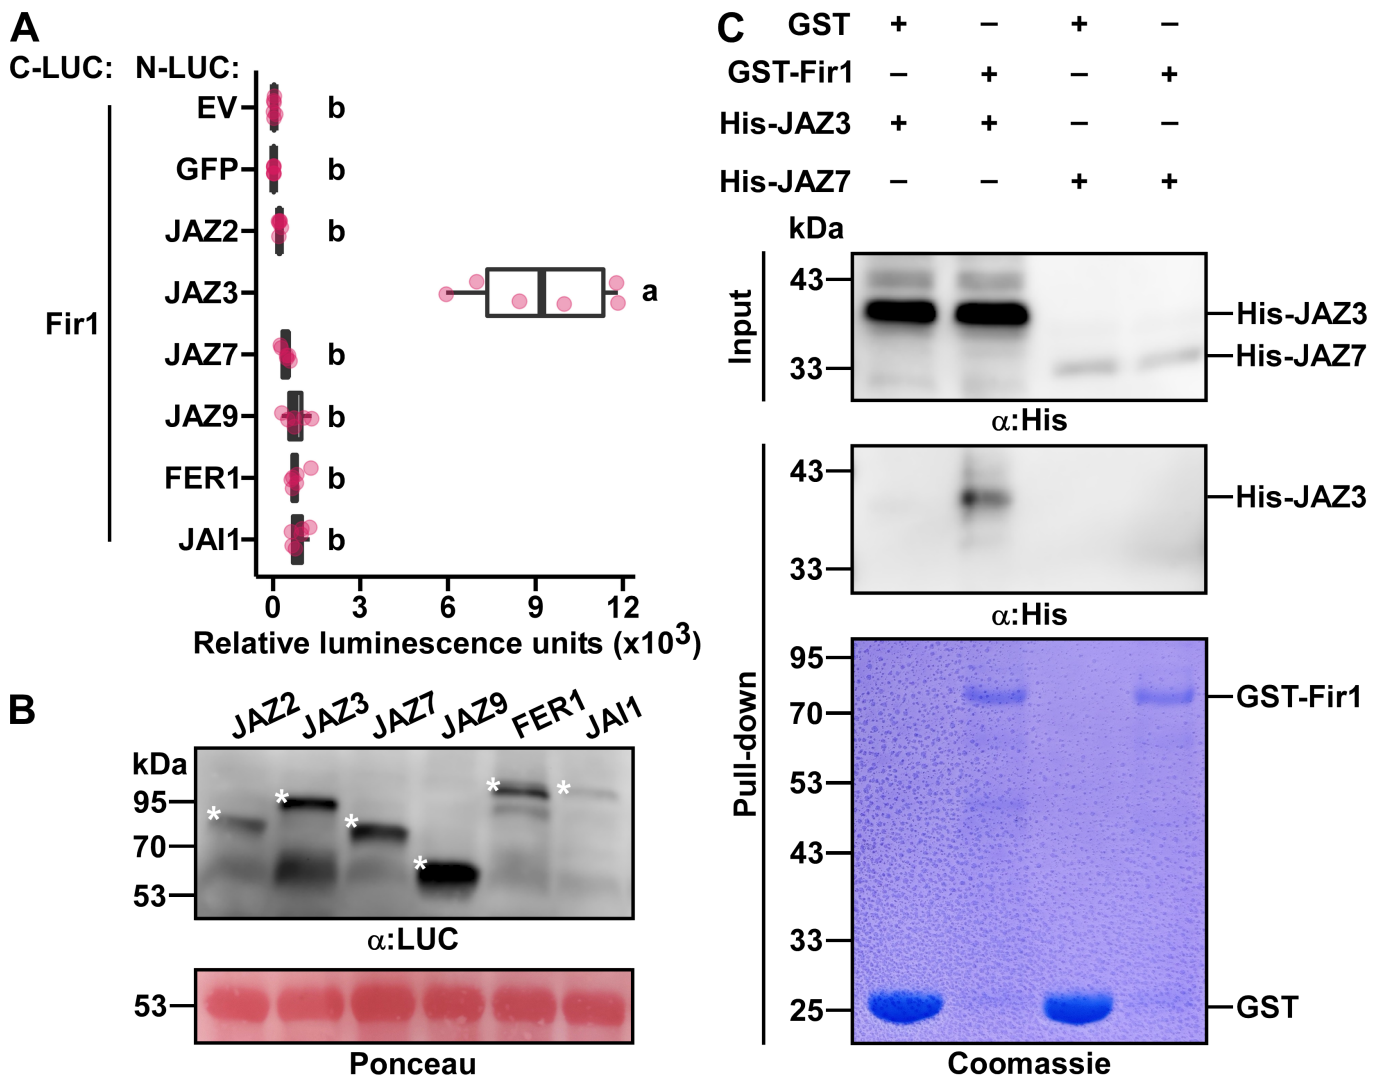 A
C-LUC: N-LUC:
EV b
GFP b
JAZ2 b
JAZ3 a
Fir1
JAZ7 b
JAZ9 b
FER1 b
JAI1 b
0 3 6 9 12
Relative luminescence units (x10³)
B
JAZ2 JAZ3 JAZ7 JAZ9 FER1 JAI1
kDa
95
70
53
* * * * * *
α:LUC
53
Ponceau
C
GST + – + –
GST-Fir1 – + – +
His-JAZ3 + + – –
His-JAZ7 – – + +
kDa
Input
43
33
His-JAZ3
His-JAZ7
α:His
Pull-down
43
33
His-JAZ3
α:His
95
70
53
43
33
25
GST-Fir1
GST
Coomassie